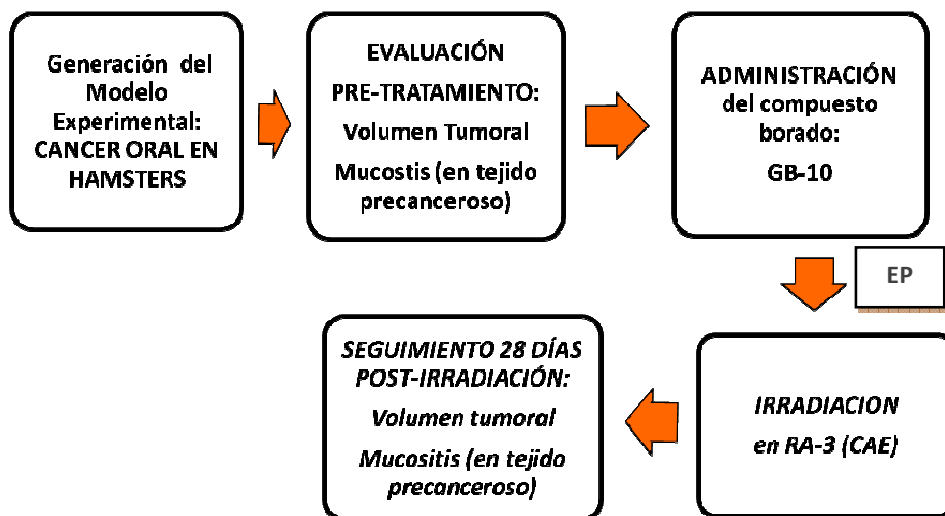 Generación del
Modelo
Experimental:
CANCER ORAL EN
HAMSTERS
EVALUACIÓN
PRE-TRATAMIENTO:
Volumen Tumoral
Mucostis (en tejido
precanceroso)
ADMINISTRACIÓN
del compuesto
borado:
GB-10
EP
IRRADIACION
en RA-3 (CAE)
SEGUIMIENTO 28 DÍAS
POST-IRRADIACIÓN:
Volumen tumoral
Mucositis (en tejido
precanceroso)